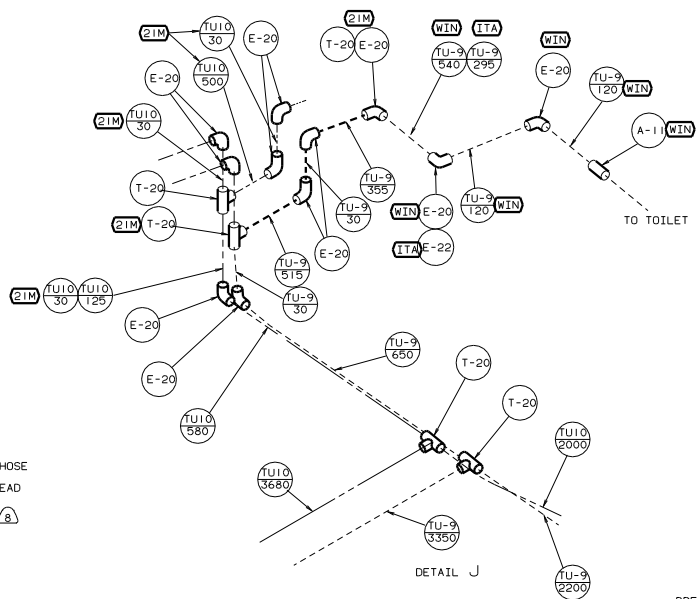 21M
TU10
30
E-20
21M
T-20
E-20
WIN
ITA
TU-9
540
TU-9
295
WIN
E-20
TU-9
120
WIN
A-11
WIN
TO TOILET
E-20
TU10
500
21M
TU10
30
T-20
21M
T-20
TU-9
355
TU-9
30
E-20
WIN
E-20
TU-9
120
WIN
ITA
E-22
TU-9
515
TU-9
30
21M
TU10
30
TU10
125
E-20
E-20
TU-9
650
T-20
T-20
TU10
580
TU10
2000
HOSE
EAD
8
TU10
3680
TU-9
3350
TU-9
2200
DETAIL J